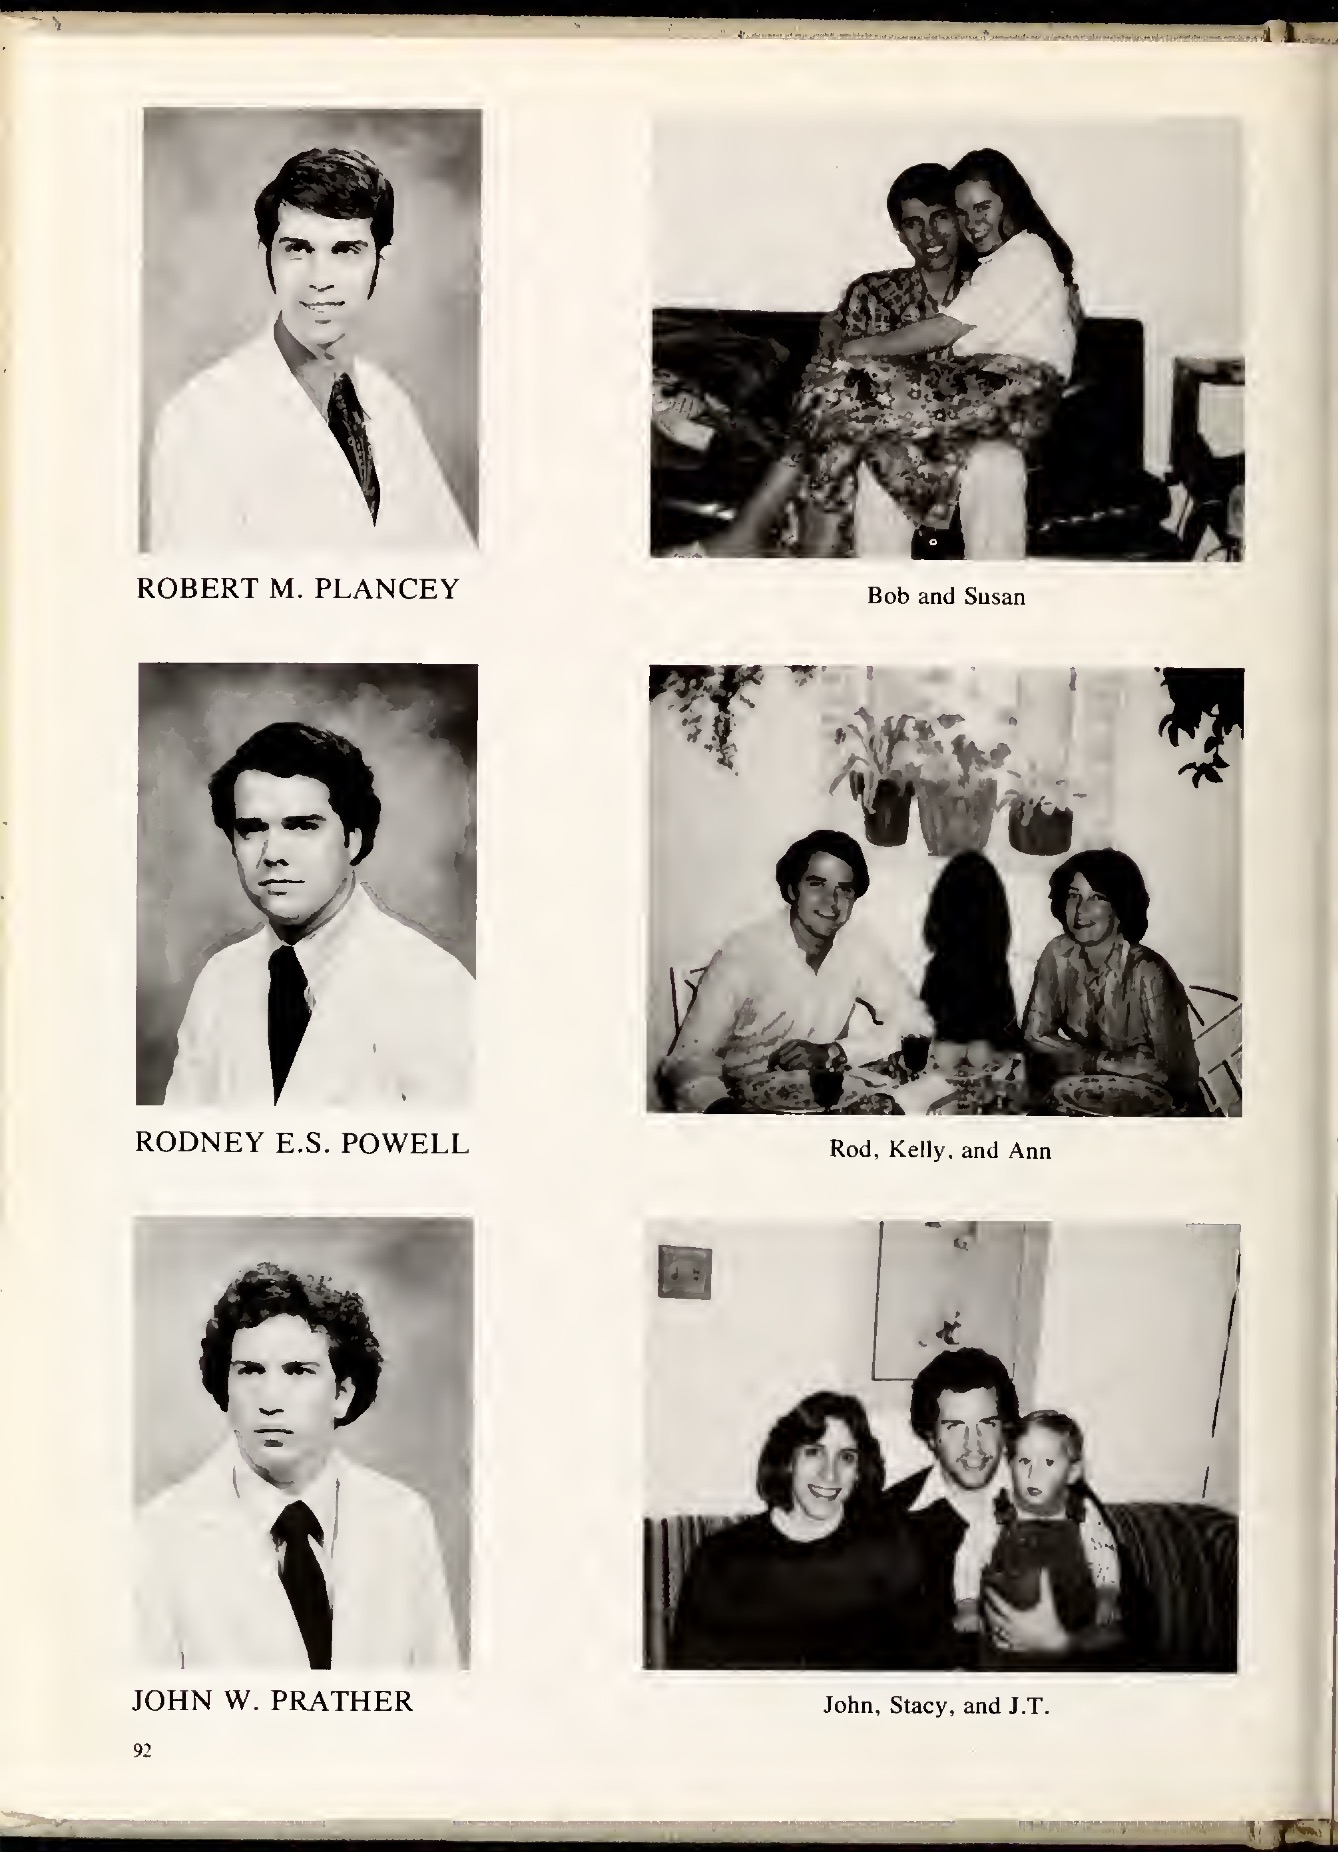 ROBERT M. PLANCEY
Bob and Susan
RODNEY E.S. POWELL
Rod, Kelly, and Ann
JOHN W. PRATHER
John, Stacy, and J.T.
92